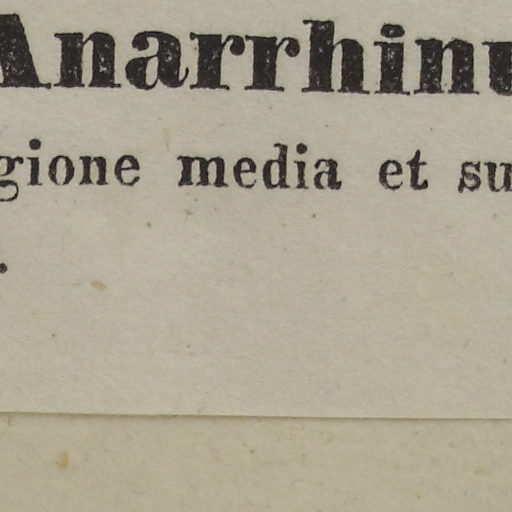 Anarrhinu
gione media et su
.